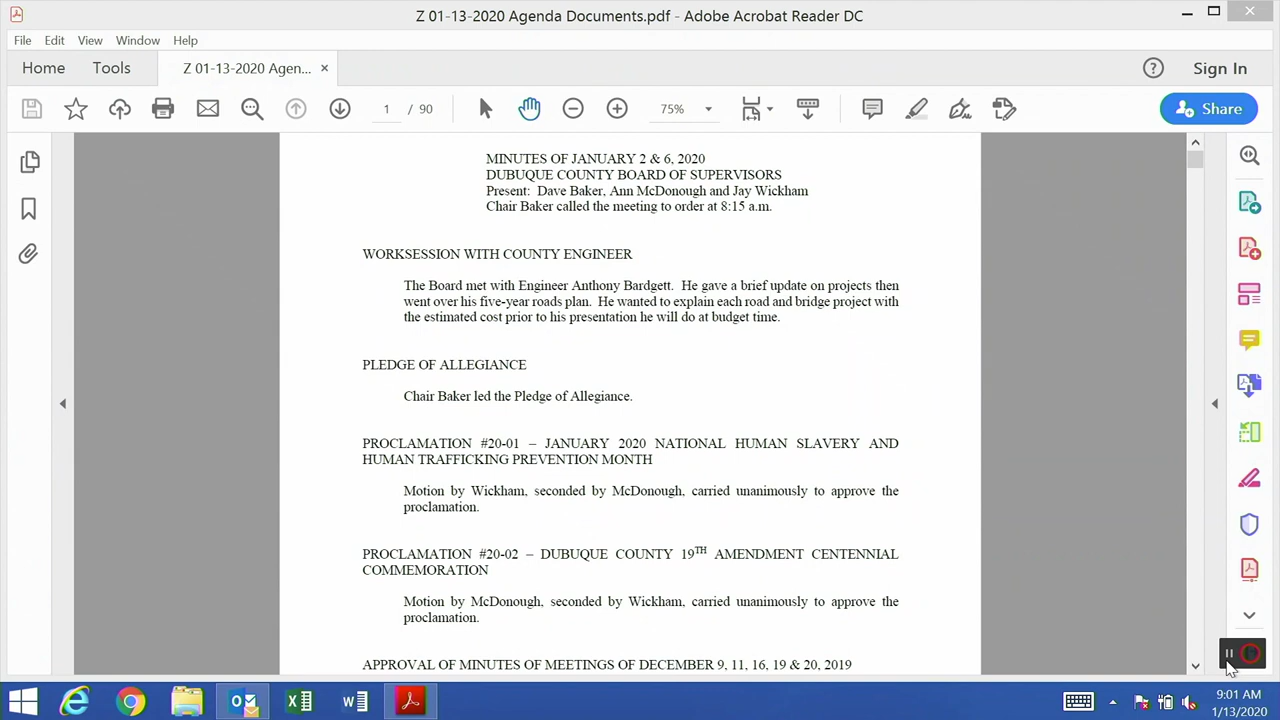 Z 01-13-2020 Agenda Documents.pdf - Adobe Acrobat Reader DC
File Edit View Window Help
Home Tools Z 01-13-2020 Agen... × Sign In
1 / 90 75% Share
MINUTES OF JANUARY 2 & 6, 2020
DUBUQUE COUNTY BOARD OF SUPERVISORS
Present: Dave Baker, Ann McDonough and Jay Wickham
Chair Baker called the meeting to order at 8:15 a.m.
WORKSESSION WITH COUNTY ENGINEER
The Board met with Engineer Anthony Bardgett. He gave a brief update on projects then
went over his five-year roads plan. He wanted to explain each road and bridge project with
the estimated cost prior to his presentation he will do at budget time.
PLEDGE OF ALLEGIANCE
Chair Baker led the Pledge of Allegiance.
PROCLAMATION #20-01 – JANUARY 2020 NATIONAL HUMAN SLAVERY AND
HUMAN TRAFFICKING PREVENTION MONTH
Motion by Wickham, seconded by McDonough, carried unanimously to approve the
proclamation.
PROCLAMATION #20-02 – DUBUQUE COUNTY 19TH AMENDMENT CENTENNIAL
COMMEMORATION
Motion by McDonough, seconded by Wickham, carried unanimously to approve the
proclamation.
APPROVAL OF MINUTES OF MEETINGS OF DECEMBER 9, 11, 16, 19 & 20, 2019
9:01 AM
1/13/2020